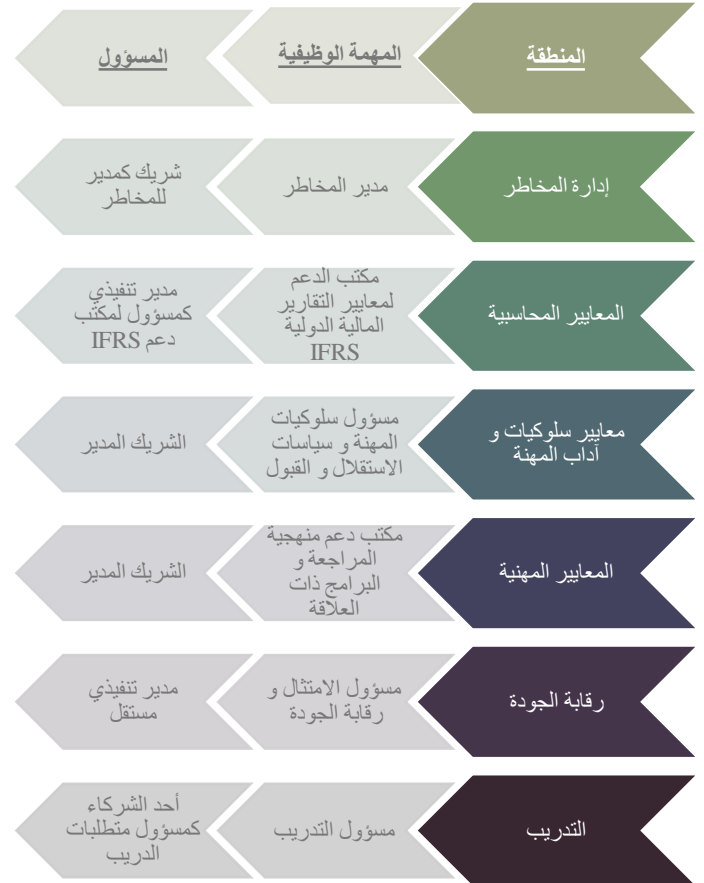 المنطقة
المهمة الوظيفية
المسؤول
إدارة المخاطر
مدير المخاطر
شريك كمدير
للمخاطر
المعايير المحاسبية
مكتب الدعم
لمعايير التقارير
المالية الدولية
IFRS
مدير تنفيذي
كمسؤول لمكتب
دعم IFRS
معايير سلوكيات و
آداب المهنة
مسؤول سلوكيات
المهنة و سياسات
الاستقلال و القبول
الشريك المدير
المعايير المهنية
مكتب دعم منهجية
المراجعة و
البرامج ذات
العلاقة
الشريك المدير
رقابة الجودة
مسؤول الامتثال و
رقابة الجودة
مدير تنفيذي
مستقل
التدريب
مسؤول التدريب
أحد الشركاء
كمسؤول متطلبات
الدريب